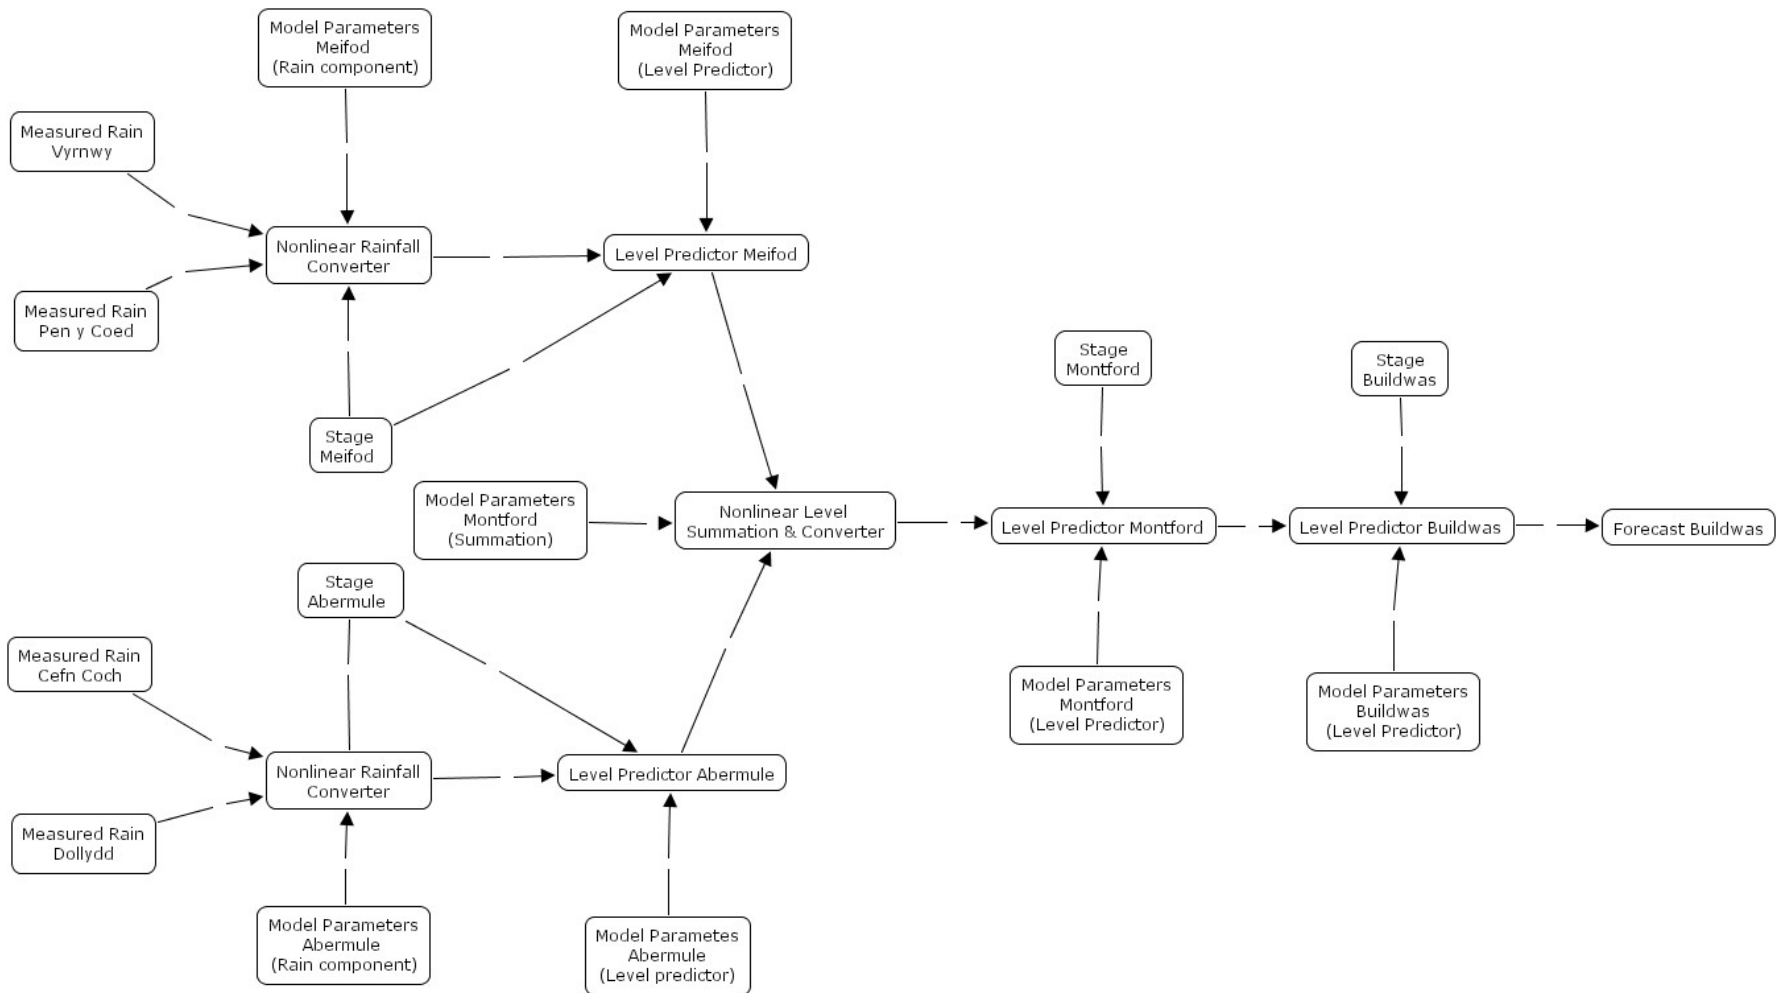 Model Parameters
Meifod
(Rain component)
Model Parameters
Meifod
(Level Predictor)
Measured Rain
Vyrnwy
Nonlinear Rainfall
Converter
Level Predictor Meifod
Measured Rain
Pen y Coed
Stage
Meifod
Stage
Montford
Stage
Buildwas
Model Parameters
Montford
(Summation)
Nonlinear Level
Summation & Converter
Level Predictor Montford
Level Predictor Buildwas
Forecast Buildwas
Stage
Abermule
Measured Rain
Cefn Coch
Model Parameters
Montford
(Level Predictor)
Model Parameters
Buildwas
(Level Predictor)
Nonlinear Rainfall
Converter
Level Predictor Abermule
Measured Rain
Dollydd
Model Parameters
Abermule
(Rain component)
Model Parametes
Abermule
(Level predictor)